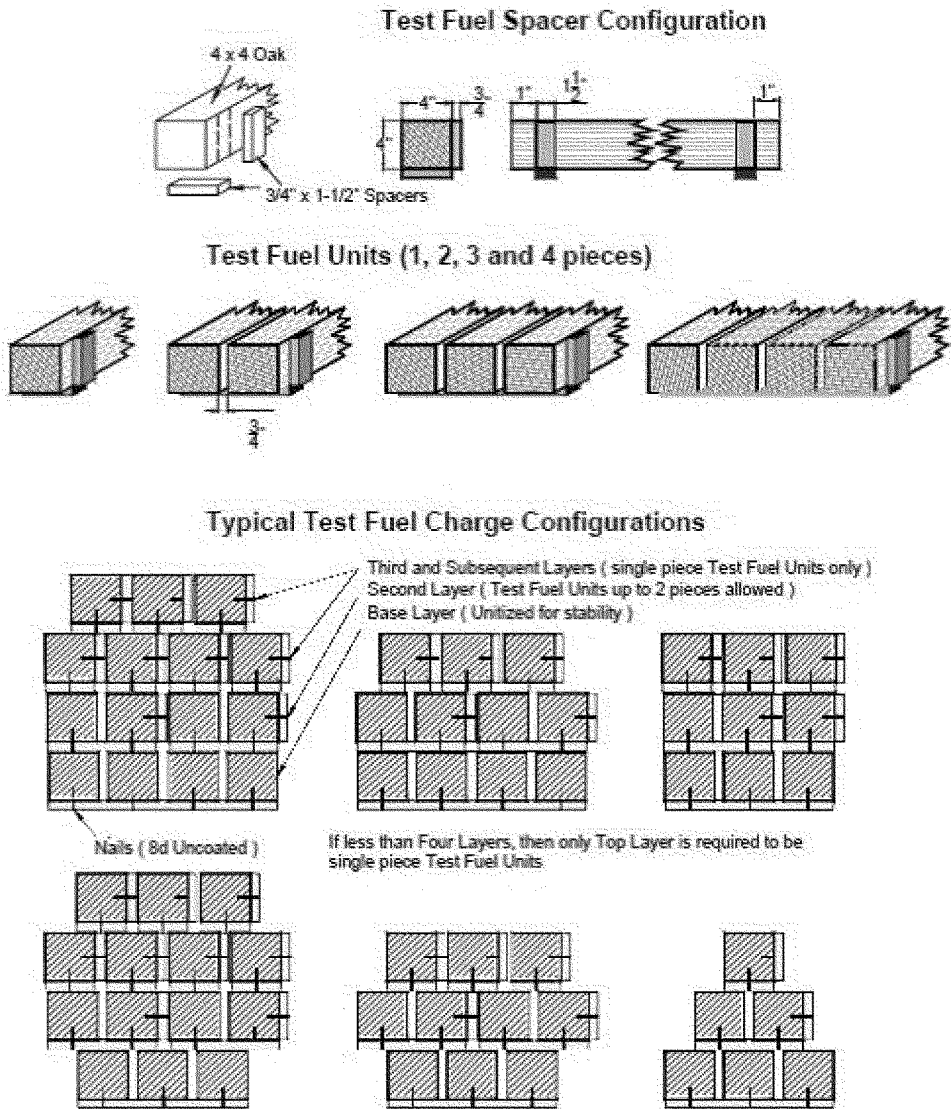 Test Fuel Spacer Configuration
4 x 4 Oak
4"
3/4"
1"
1 1/2"
1"
4"
3/4" x 1-1/2" Spacers
Test Fuel Units (1, 2, 3 and 4 pieces)
3/4"
Typical Test Fuel Charge Configurations
Third and Subsequent Layers ( single piece Test Fuel Units only )
Second Layer ( Test Fuel Units up to 2 pieces allowed )
Base Layer ( Unitized for stability )
Nails ( 8d Uncoated )
If less than Four Layers, then only Top Layer is required to be
single piece Test Fuel Units